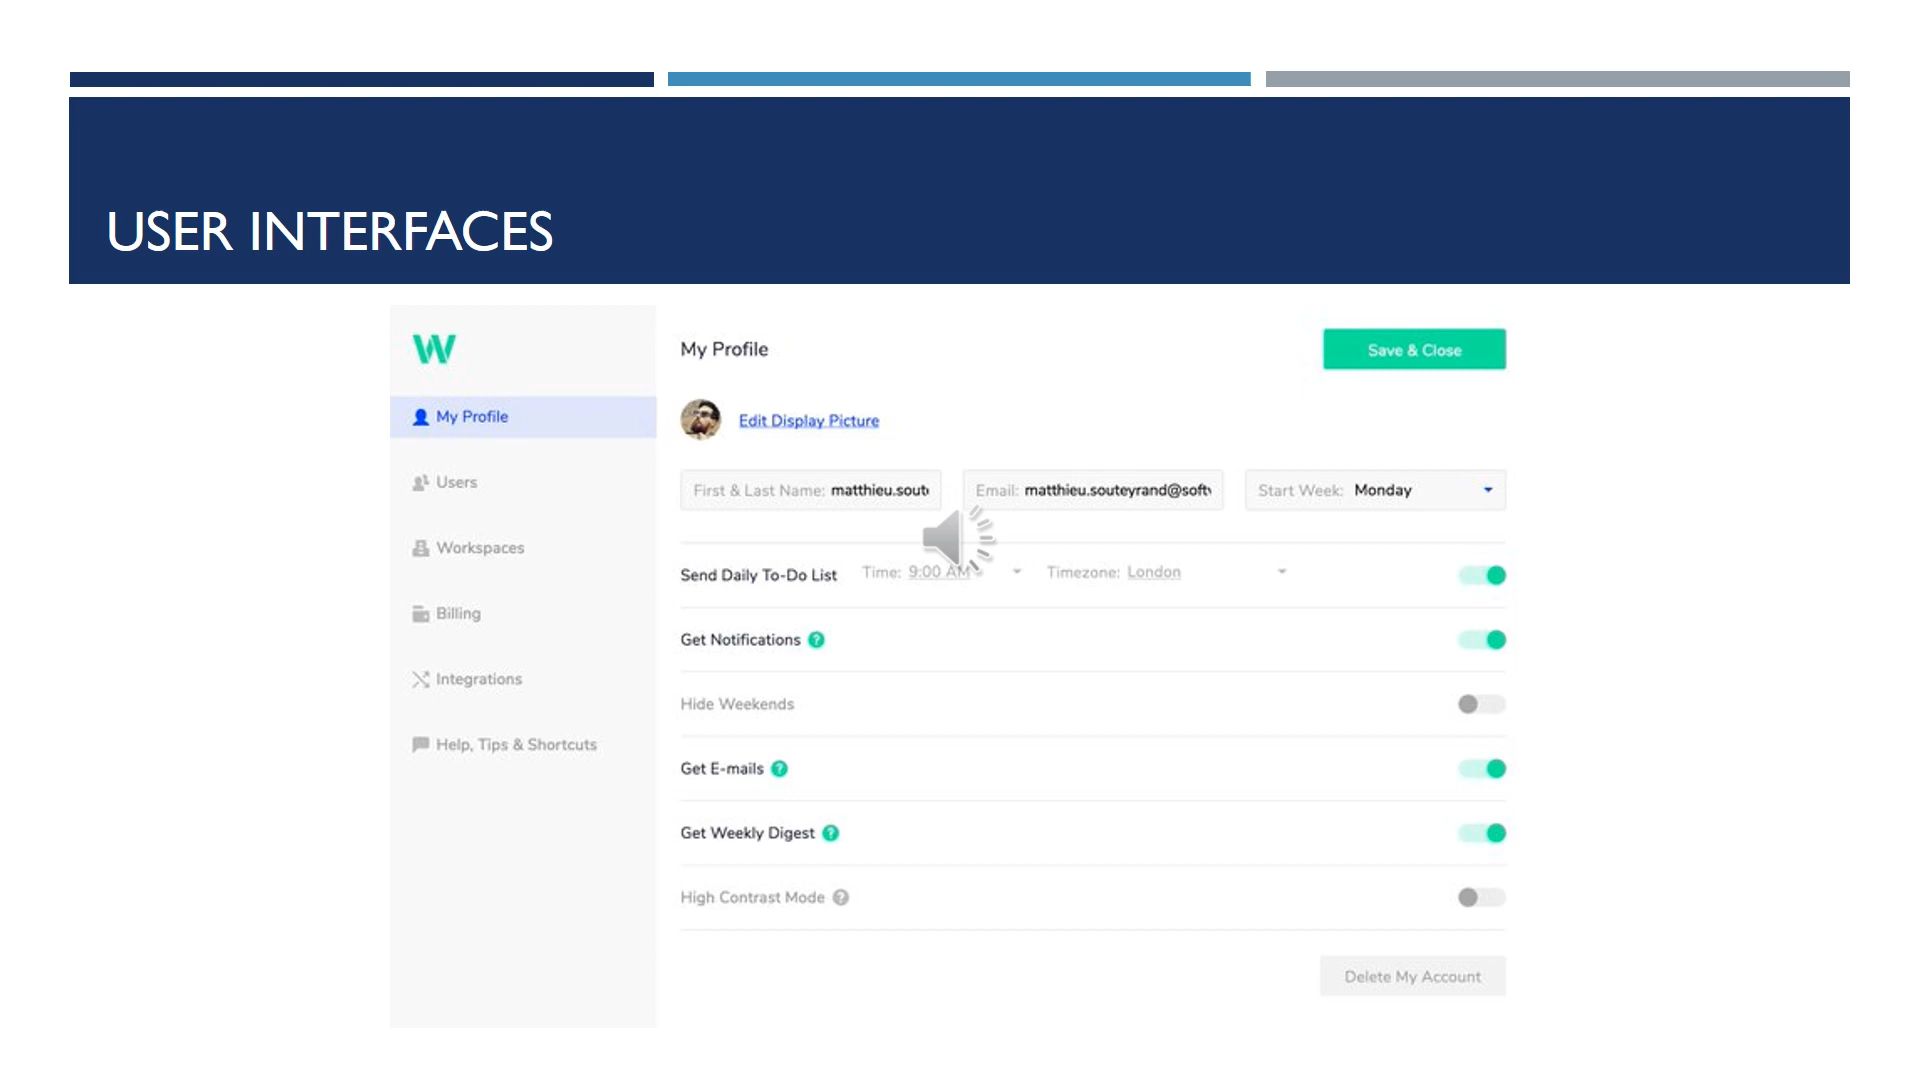 USER INTERFACES
W
My Profile
Users
Workspaces
Billing
Integrations
Help, Tips & Shortcuts
My Profile
Save & Close
Edit Display Picture
First & Last Name: matthieu.sout
Email: matthieu.souteyrand@soft
Start Week: Monday
Send Daily To-Do List Time: 9:00 AM Timezone: London
Get Notifications ?
Hide Weekends
Get E-mails ?
Get Weekly Digest ?
High Contrast Mode ?
Delete My Account